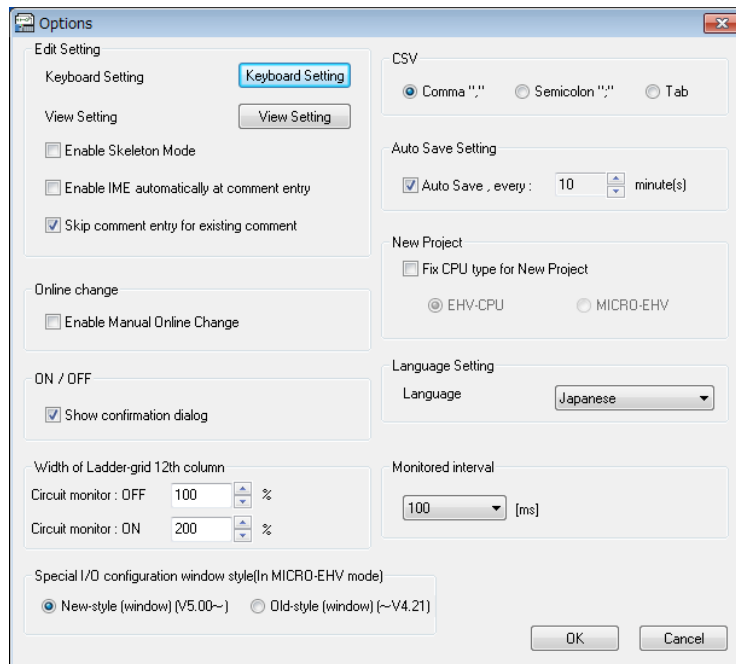 Options
Edit Setting
Keyboard Setting Keyboard Setting
View Setting View Setting
Enable Skeleton Mode
Enable IME automatically at comment entry
Skip comment entry for existing comment
Online change
Enable Manual Online Change
ON / OFF
Show confirmation dialog
Width of Ladder-grid 12th column
Circuit monitor : OFF 100 %
Circuit monitor : ON 200 %
CSV
Comma "," Semicolon ";" Tab
Auto Save Setting
Auto Save , every : 10 minute(s)
New Project
Fix CPU type for New Project
EHV-CPU MICRO-EHV
Language Setting
Language Japanese
Monitored interval
100 [ms]
Special I/O configuration window style(In MICRO-EHV mode)
New-style (window) (V5.00~) Old-style (window) (~V4.21)
OK Cancel